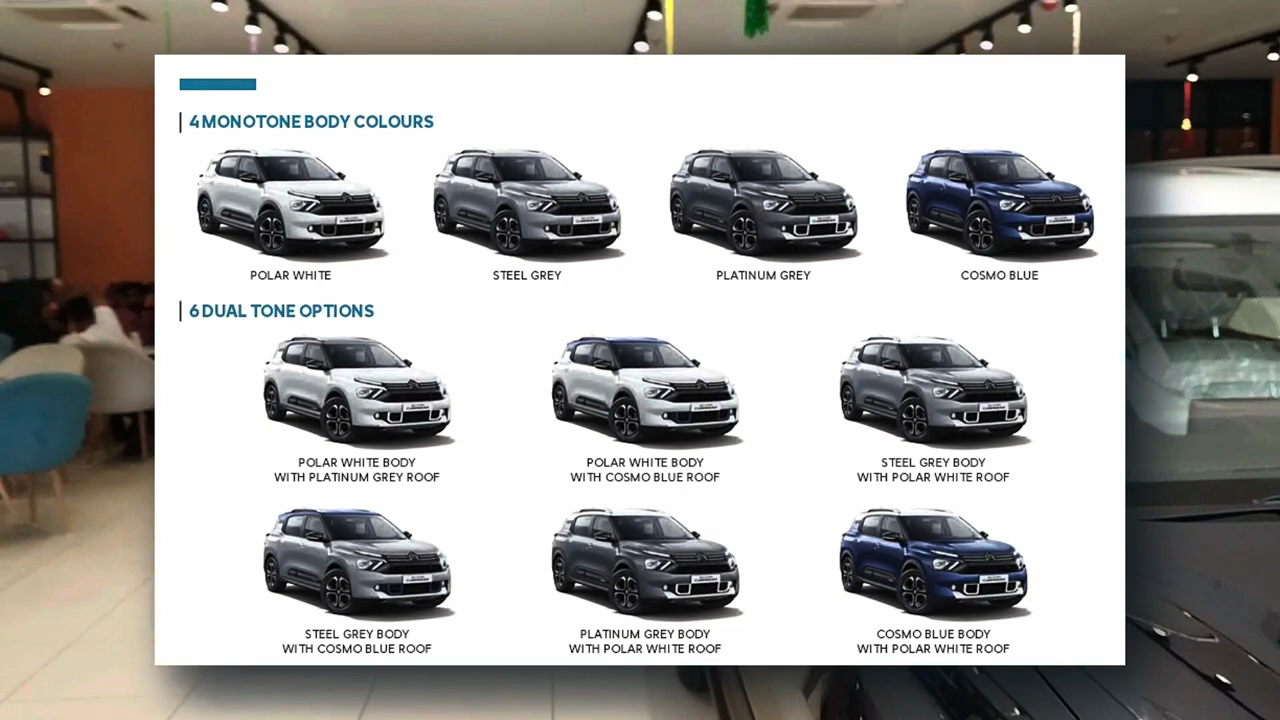 4 MONOTONE BODY COLOURS
POLAR WHITE
STEEL GREY
PLATINUM GREY
COSMO BLUE
6 DUAL TONE OPTIONS
POLAR WHITE BODY
WITH PLATINUM GREY ROOF
POLAR WHITE BODY
WITH COSMO BLUE ROOF
STEEL GREY BODY
WITH POLAR WHITE ROOF
STEEL GREY BODY
WITH COSMO BLUE ROOF
PLATINUM GREY BODY
WITH POLAR WHITE ROOF
COSMO BLUE BODY
WITH POLAR WHITE ROOF